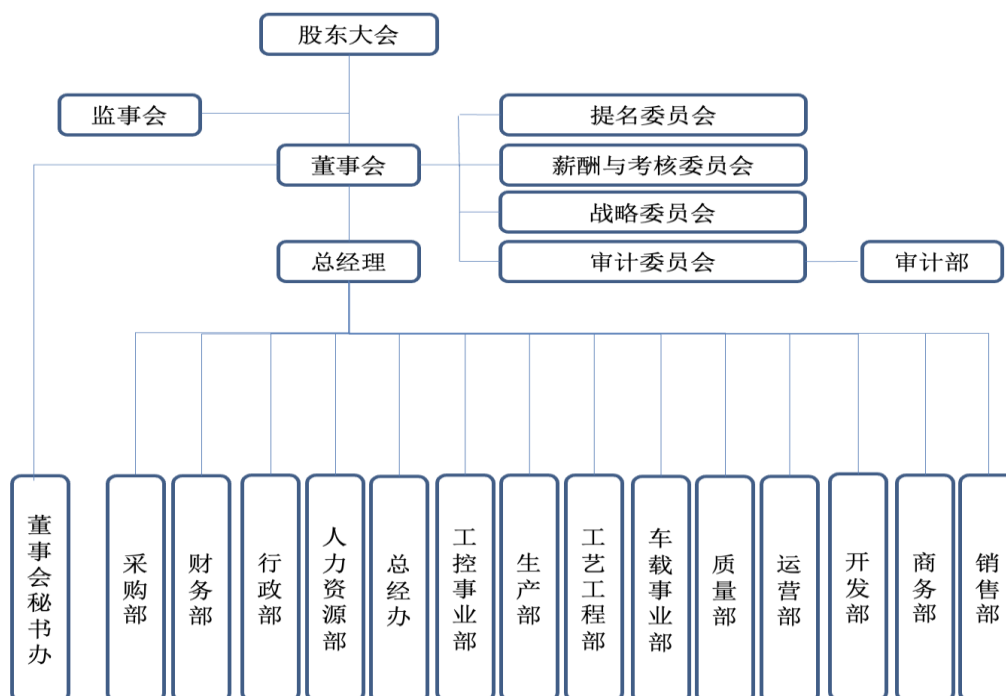 股东大会
监事会
提名委员会
董事会
薪酬与考核委员会
战略委员会
总经理
审计委员会
审计部
董事会秘书办
采购部
财务部
行政部
人力资源部
总经办
工控事业部
生产部
工艺工程部
车载事业部
质量部
运营部
开发部
商务部
销售部